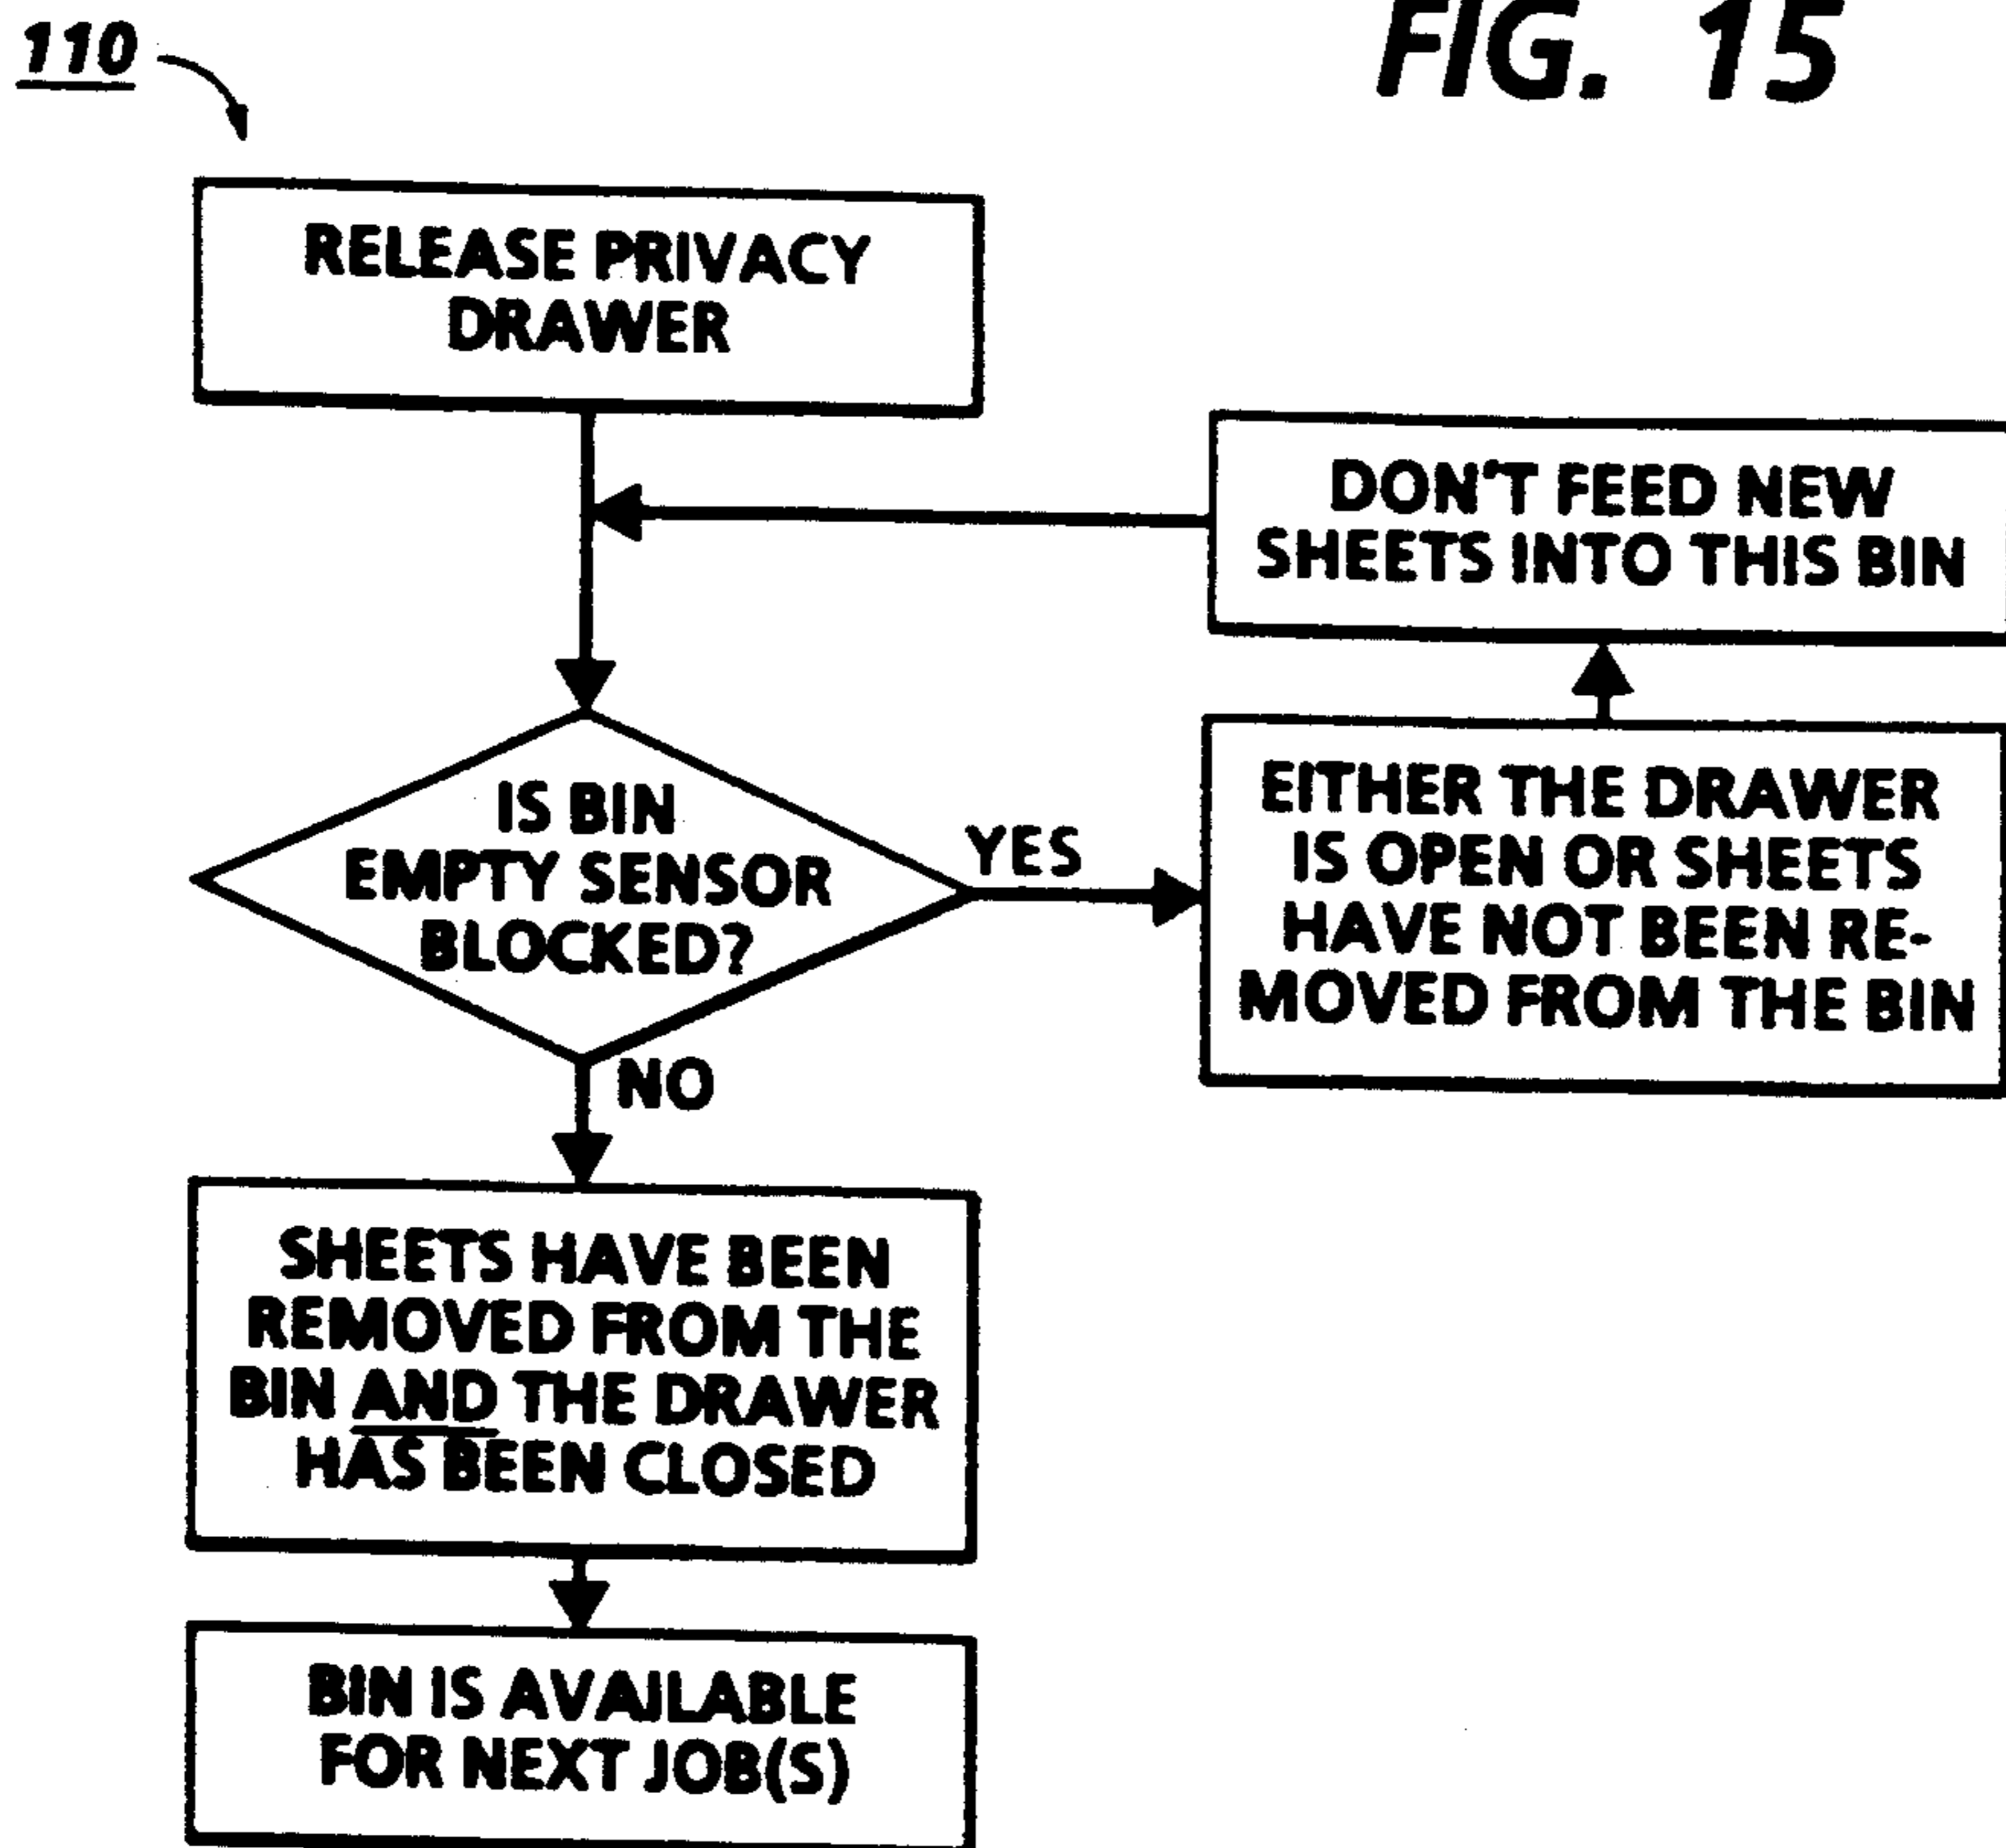 110
FIG. 15
RELEASE PRIVACY
DRAWER
DON'T FEED NEW
SHEETS INTO THIS BIN
IS BIN
EMPTY SENSOR
BLOCKED?
YES
EITHER THE DRAWER
IS OPEN OR SHEETS
HAVE NOT BEEN RE-
MOVED FROM THE BIN
NO
SHEETS HAVE BEEN
REMOVED FROM THE
BIN AND THE DRAWER
HAS BEEN CLOSED
BIN IS AVAILABLE
FOR NEXT JOB(S)